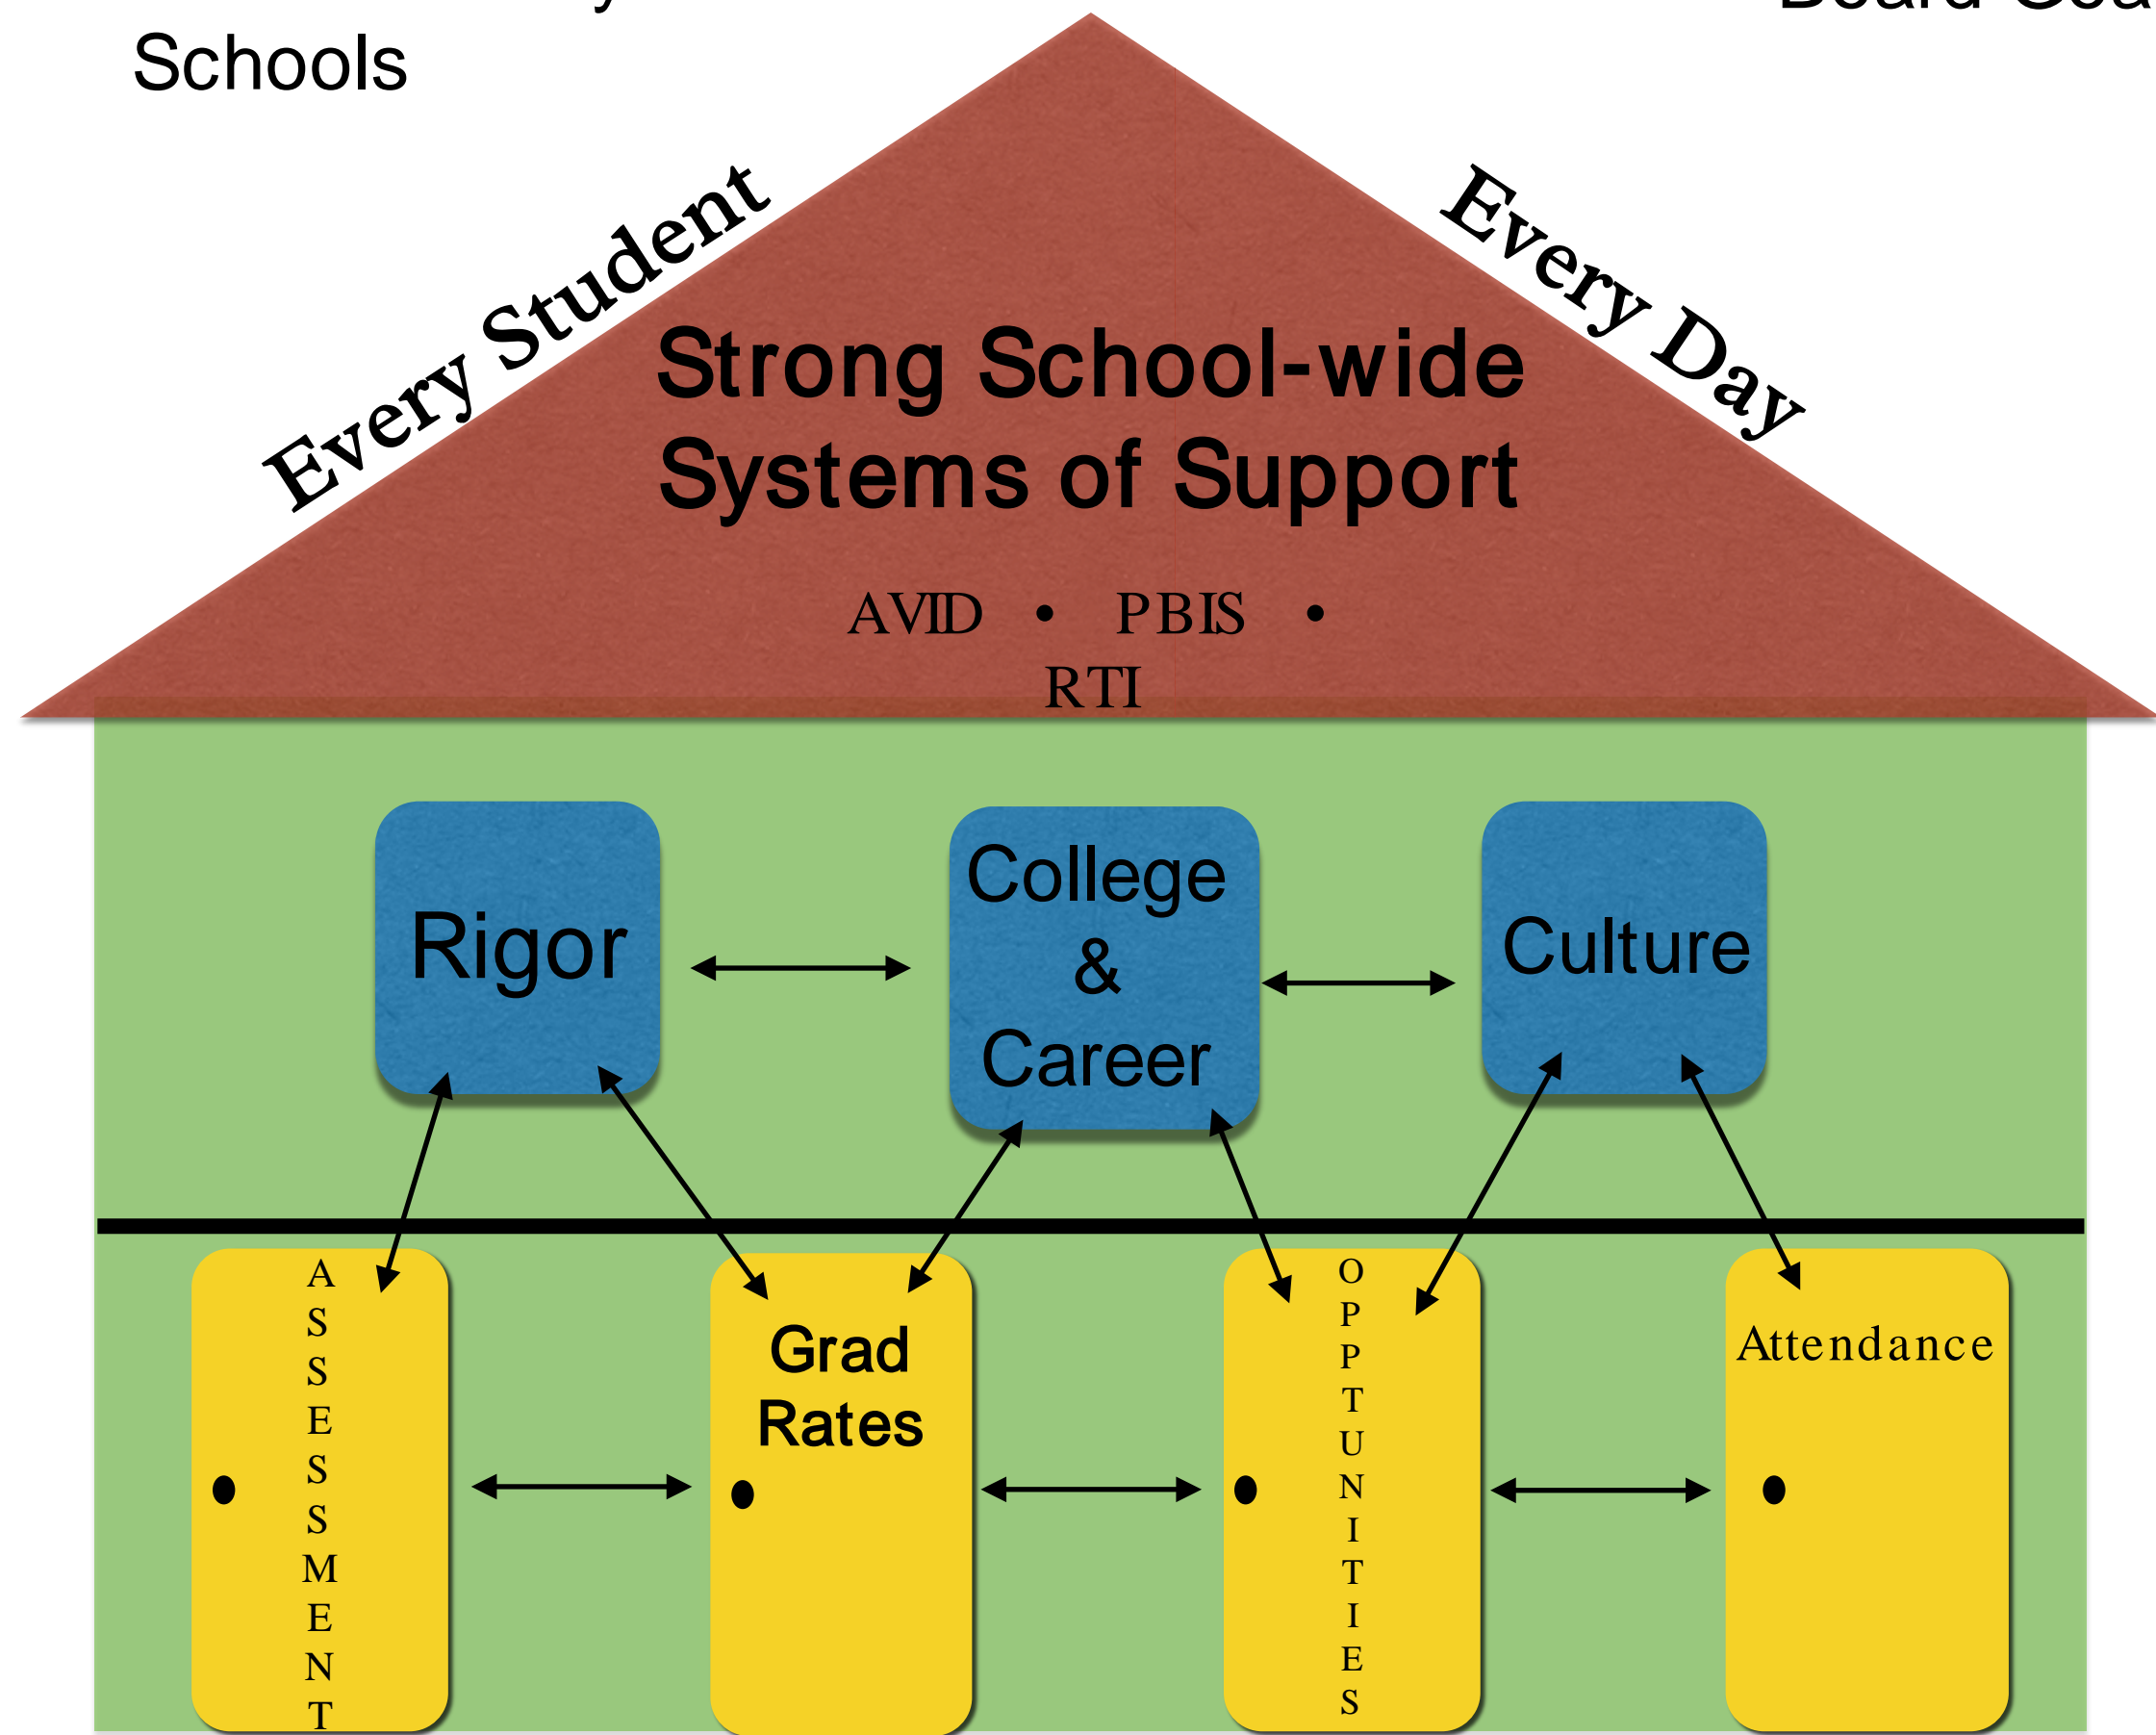 Schools
Every Student
Every Day
Strong School-wide
Systems of Support
AVID • PBIS •
RTI
Rigor
College
&
Career
Culture
A
S
S
E
S
S
M
E
N
T
Grad
Rates
O
P
P
T
U
N
I
T
I
E
S
Attendance